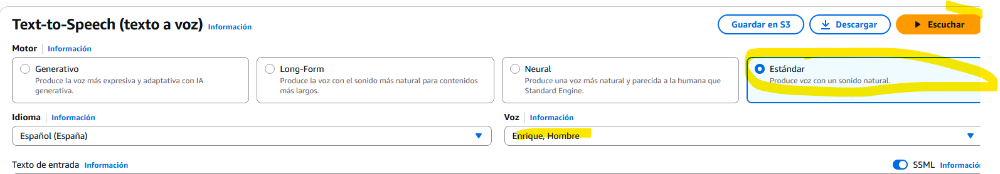 Text-to-Speech (texto a voz) Información
Guardar en S3
Descargar
Escuchar
Motor Información
Generativo
Produce la voz más expresiva y adaptativa con IA
generativa.
Long-Form
Produce la voz con el sonido más natural para contenidos
más largos.
Neural
Produce una voz más natural y parecida a la humana que
Standard Engine.
Estándar
Produce voz con un sonido natural.
Idioma Información
Español (España)
Voz Información
Enrique, Hombre
Texto de entrada Información
SSML Información